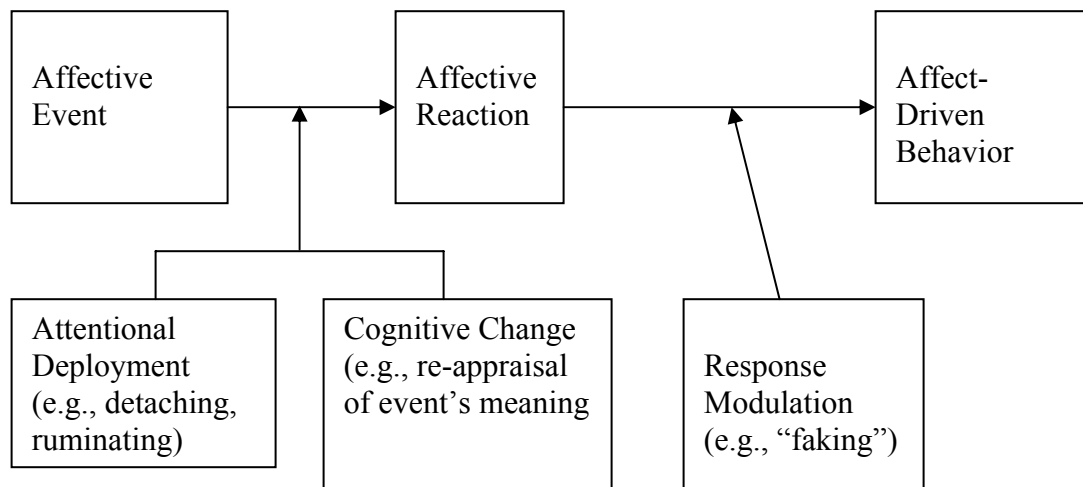 Affective
Event
Affective
Reaction
Affect-
Driven
Behavior
Attentional
Deployment
(e.g., detaching,
ruminating)
Cognitive Change
(e.g., re-appraisal
of event’s meaning
Response
Modulation
(e.g., “faking”)